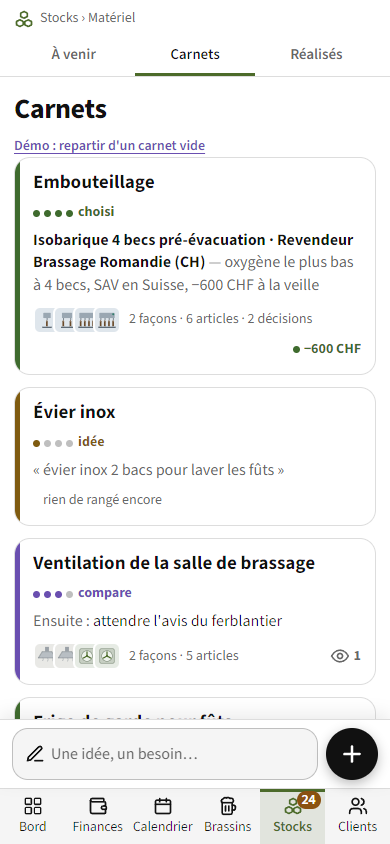 Stocks › Matériel
À venir
Carnets
Réalisés
Carnets
Démo : repartir d'un carnet vide
Embouteillage
choisi
Isobarique 4 becs pré-évacuation · Revendeur
Brassage Romandie (CH) — oxygène le plus bas
à 4 becs, SAV en Suisse, −600 CHF à la veille
2 façons · 6 articles · 2 décisions
−600 CHF
Évier inox
idée
« évier inox 2 bacs pour laver les fûts »
rien de rangé encore
Ventilation de la salle de brassage
compare
Ensuite : attendre l'avis du ferblantier
2 façons · 5 articles
1
Une idée, un besoin…
24
Bord
Finances
Calendrier
Brassins
Stocks
Clients